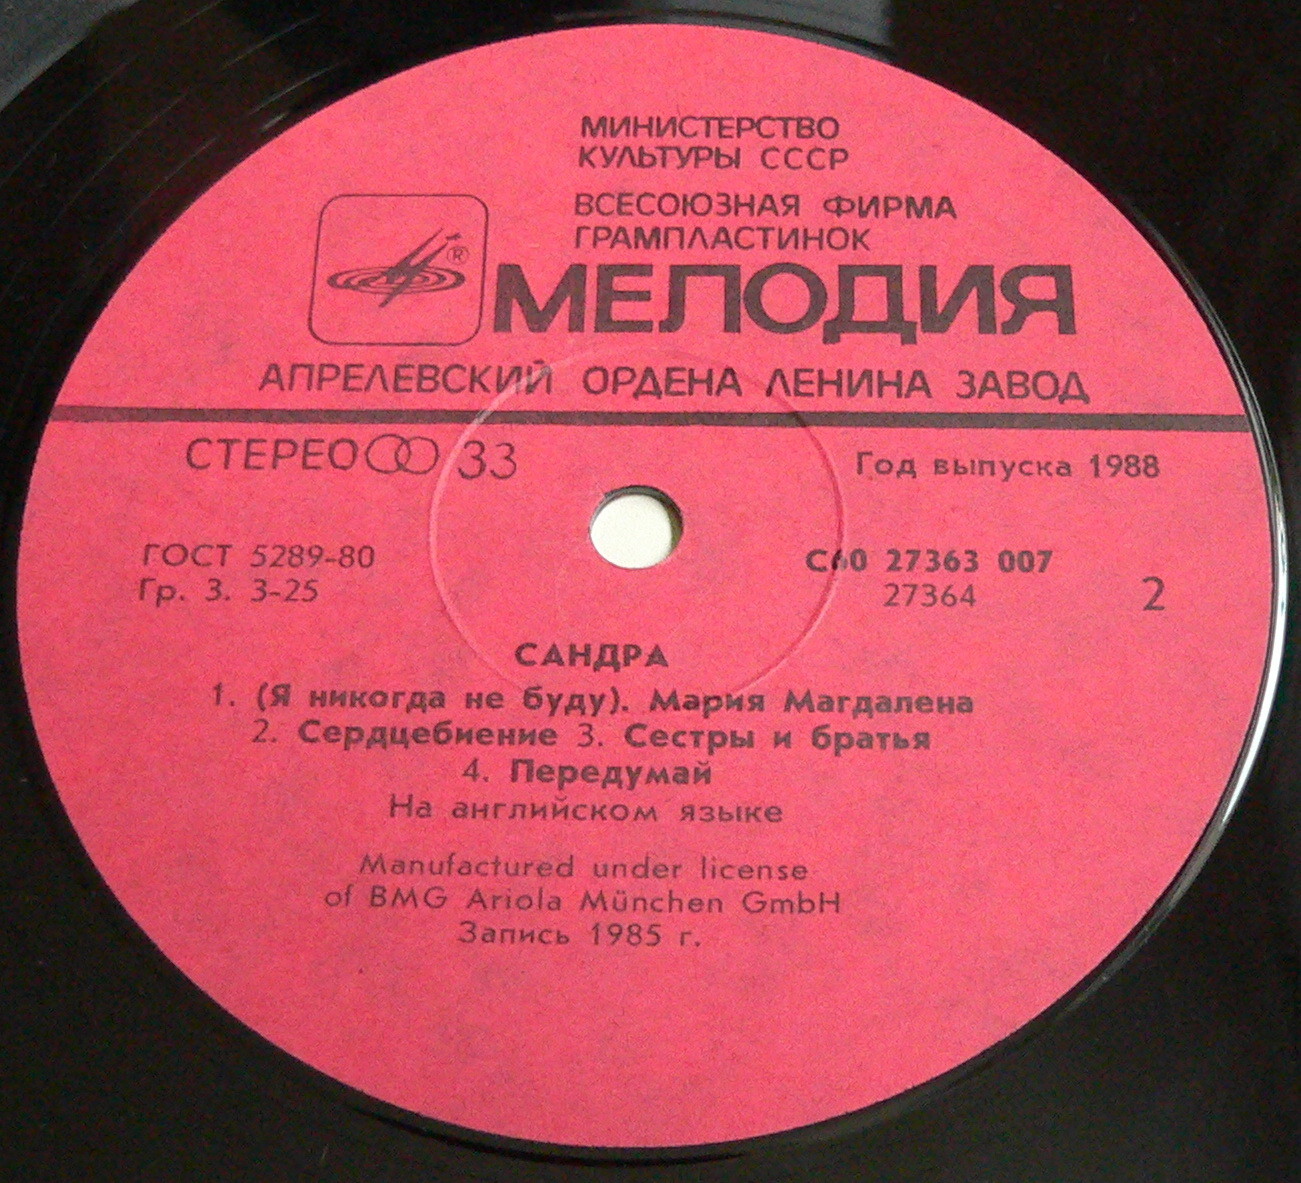 МИНИСТЕРСТВО
КУЛЬТУРЫ СССР
ВСЕСОЮЗНАЯ ФИРМА
ГРАМПЛАСТИНОК
®
МЕЛОДИЯ
АПРЕЛЕВСКИЙ ОРДЕНА ЛЕНИНА ЗАВОД
СТЕРЕО 33
Год выпуска 1988
ГОСТ 5289-80
Гр. 3. 3-25
С60 27363 007
27364
2
САНДРА
1. (Я никогда не буду). Мария Магдалена
2. Сердцебиение 3. Сестры и братья
4. Передумай
На английском языке
Manufactured under license
of BMG Ariola München GmbH
Запись 1985 г.